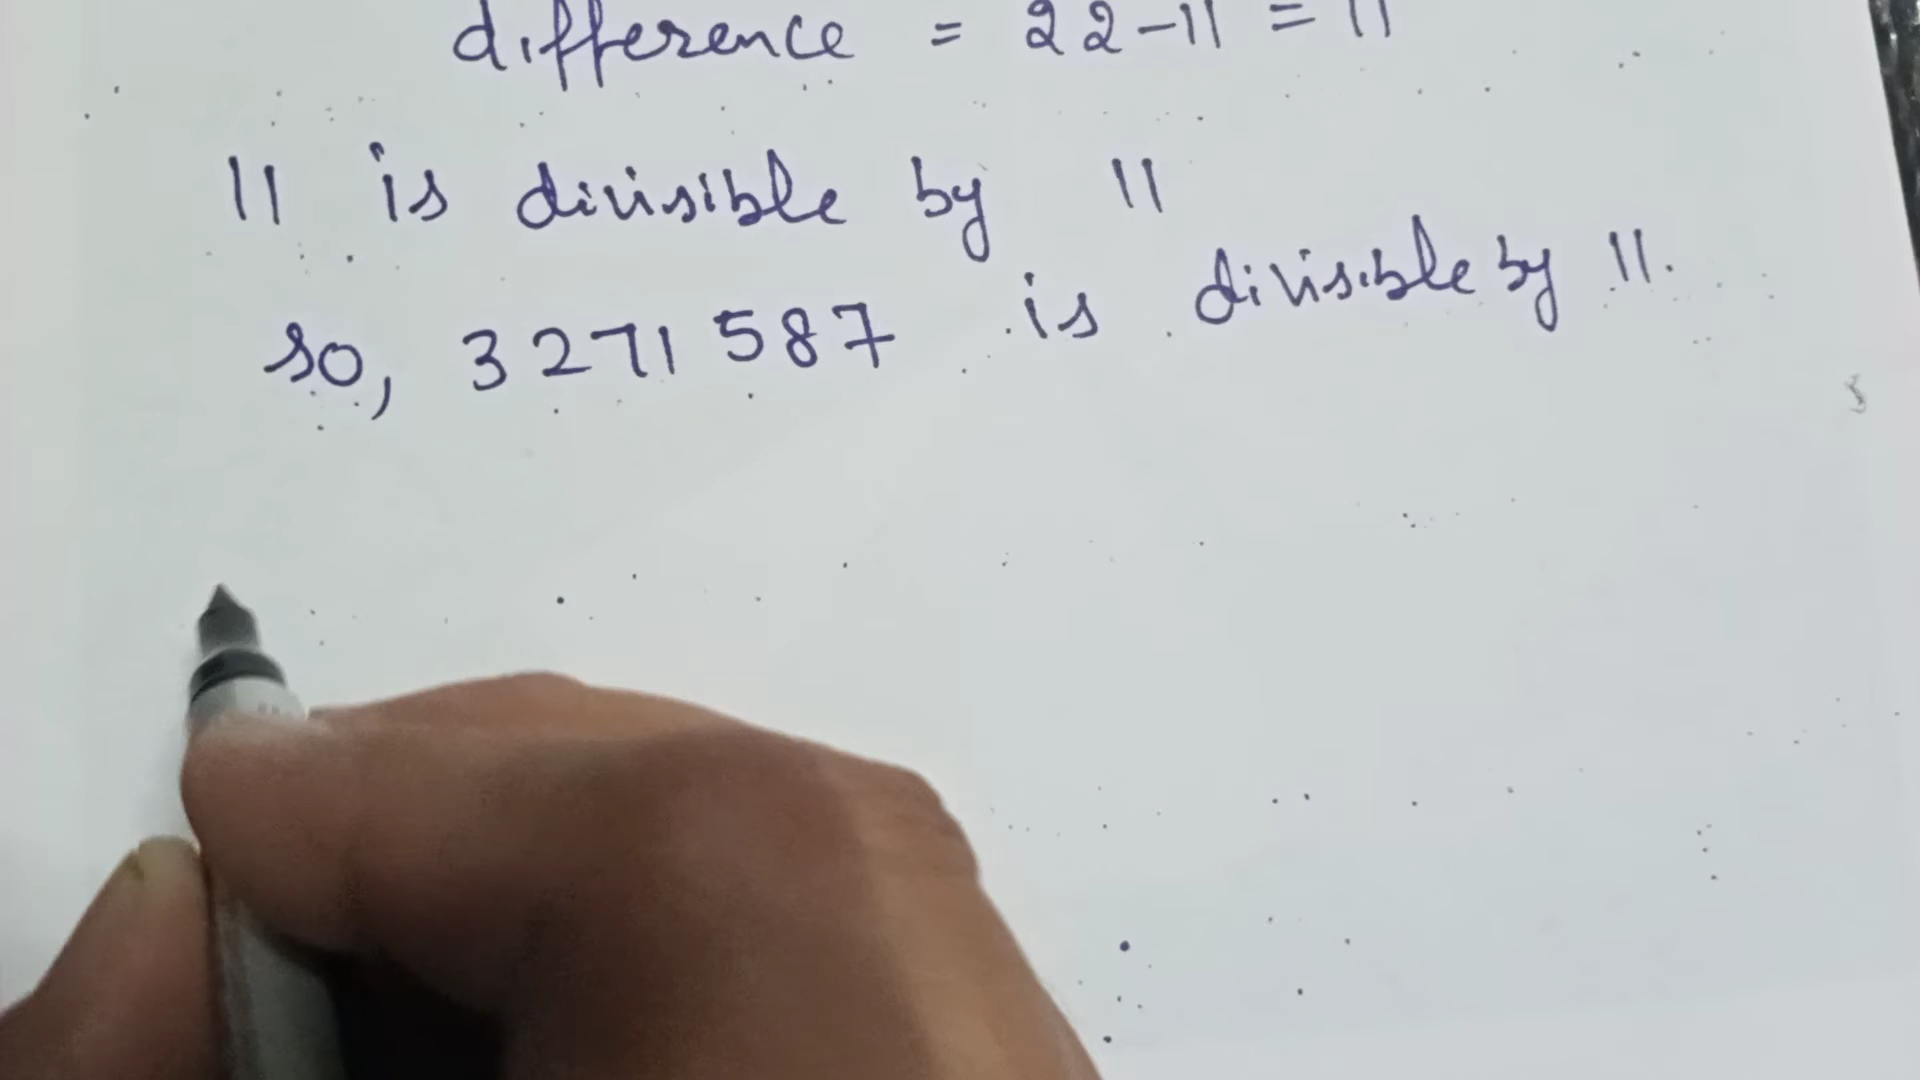 difference = 22-11 = 11
11 is divisible by 11
so, 3271587 is divisible by 11.